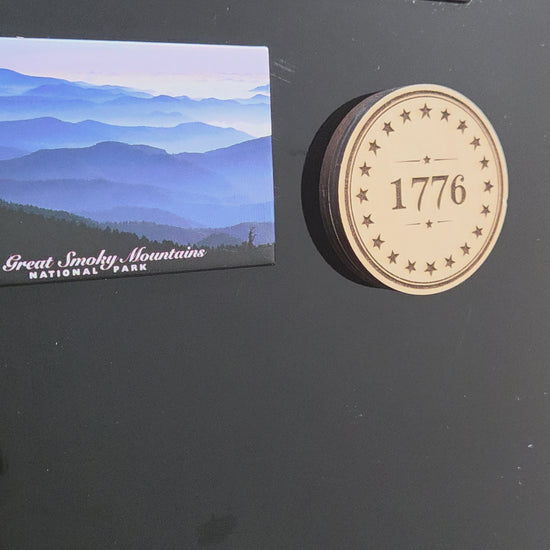 Great Smoky Mountains
NATIONAL PARK
1776